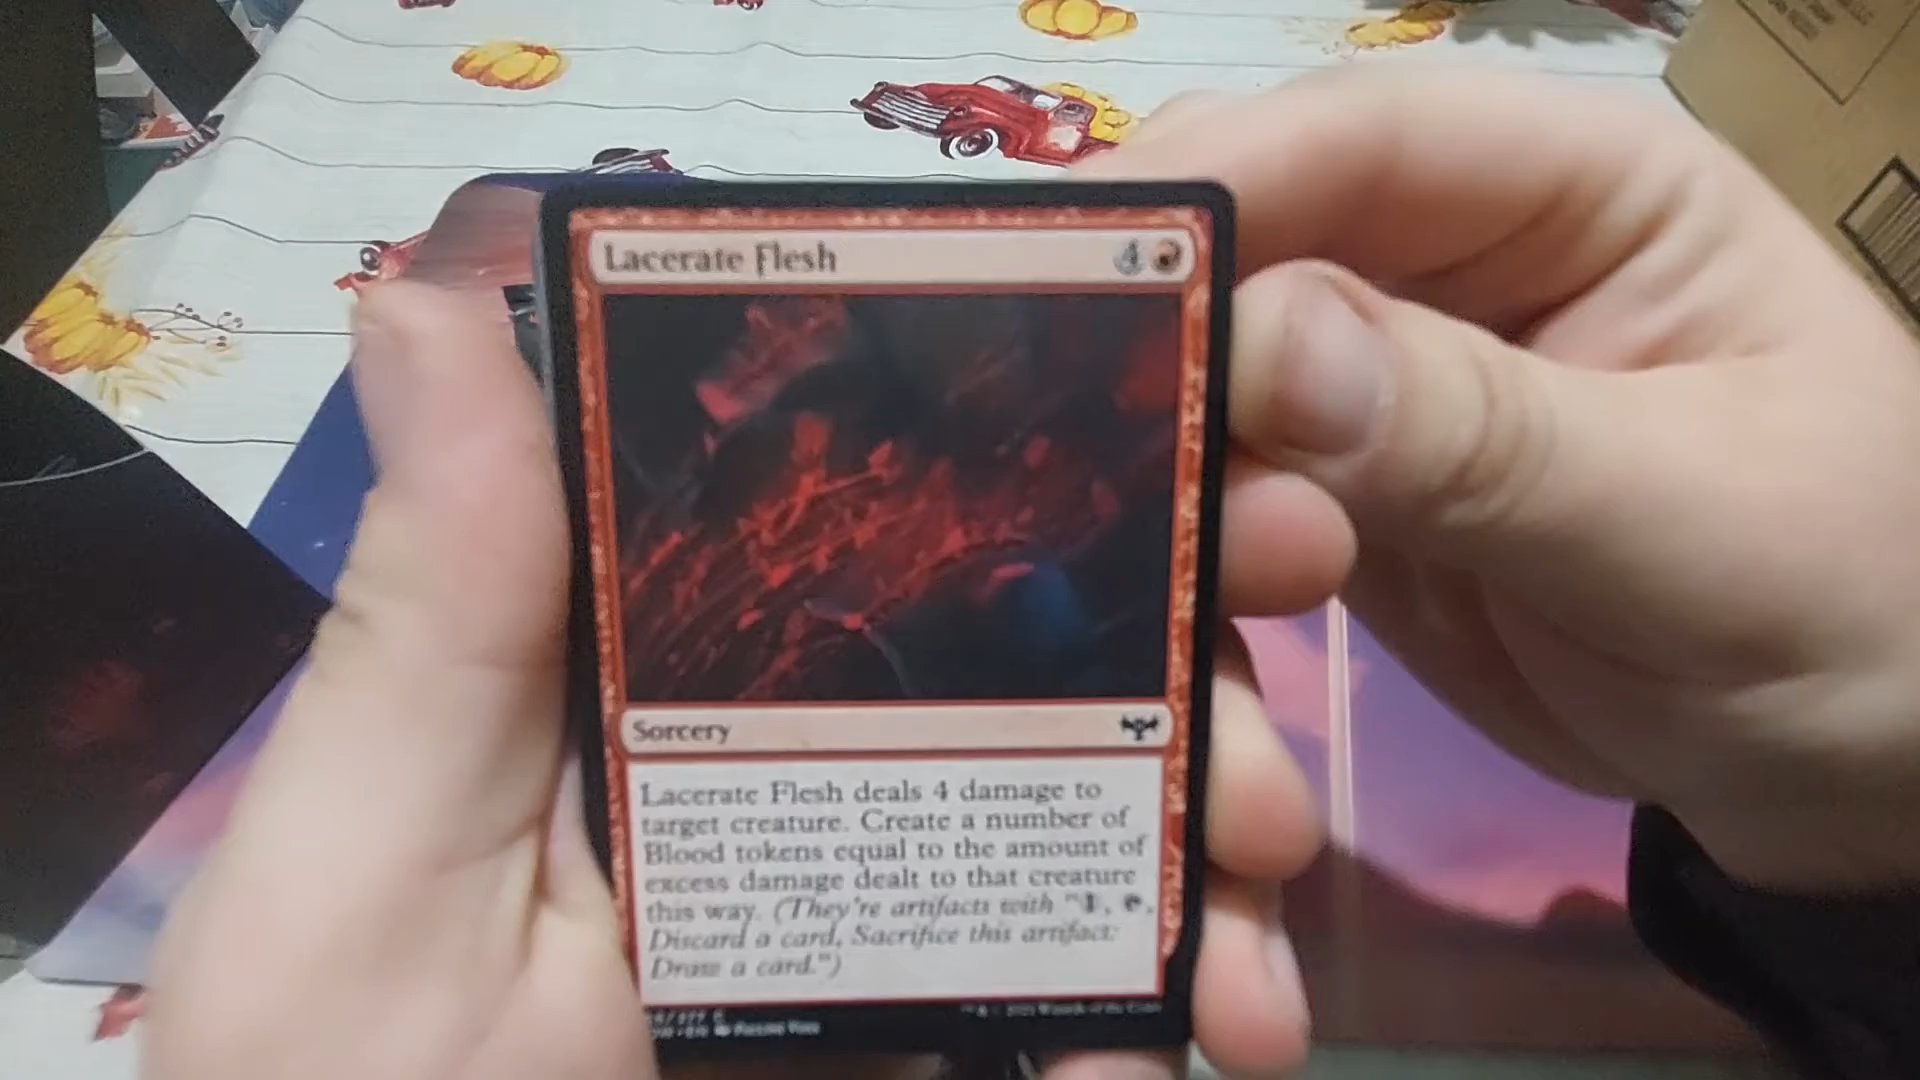 Lacerate Flesh 4
Sorcery
Lacerate Flesh deals 4 damage to
target creature. Create a number of
Blood tokens equal to the amount of
excess damage dealt to that creature
this way. (They're artifacts with "1, T,
Discard a card, Sacrifice this artifact:
Draw a card.")